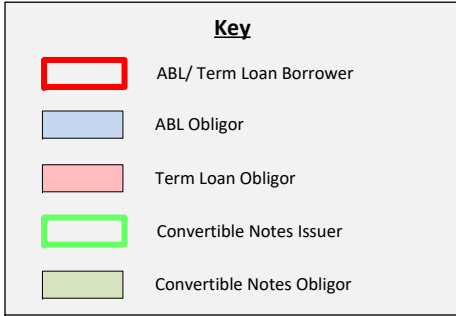 Key
ABL/ Term Loan Borrower
ABL Obligor
Term Loan Obligor
Convertible Notes Issuer
Convertible Notes Obligor